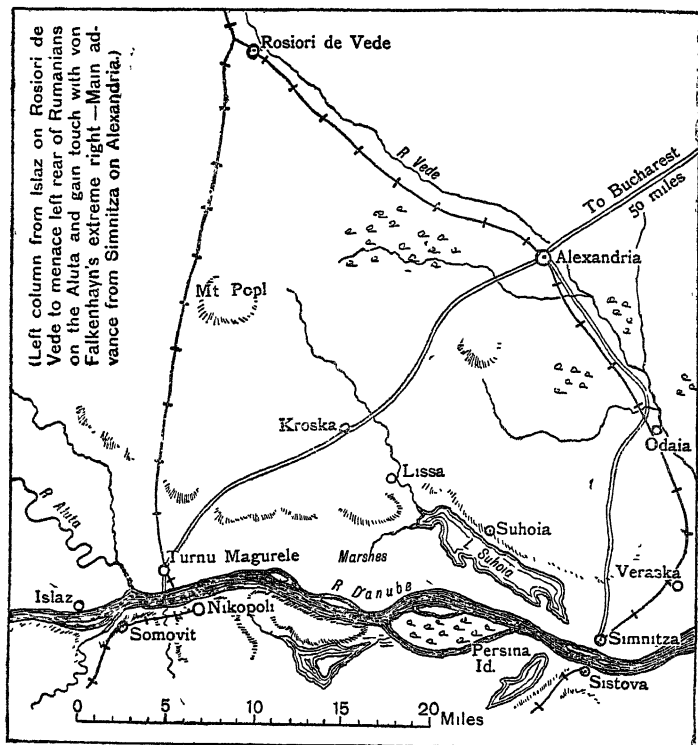 (Left column from Islaz on Rosiori de
Vede to menace left rear of Rumanians
on the Aluta and gain touch with von
Falkenhayn's extreme right—Main ad-
vance from Simnitza on Alexandria.)
Rosiori de Vede
R Vede
To Bucharest
50 miles
Alexandria
Mt Popl
Kroska
Odaia
Lissa
R Aluta
Suhoia
L Suhoia
Marshes
Turnu Magurele
Veraska
R Danube
Islaz
Nikopoli
Somovit
Simnitza
Persina
Id.
Sistova
0 5 10 15 20 Miles